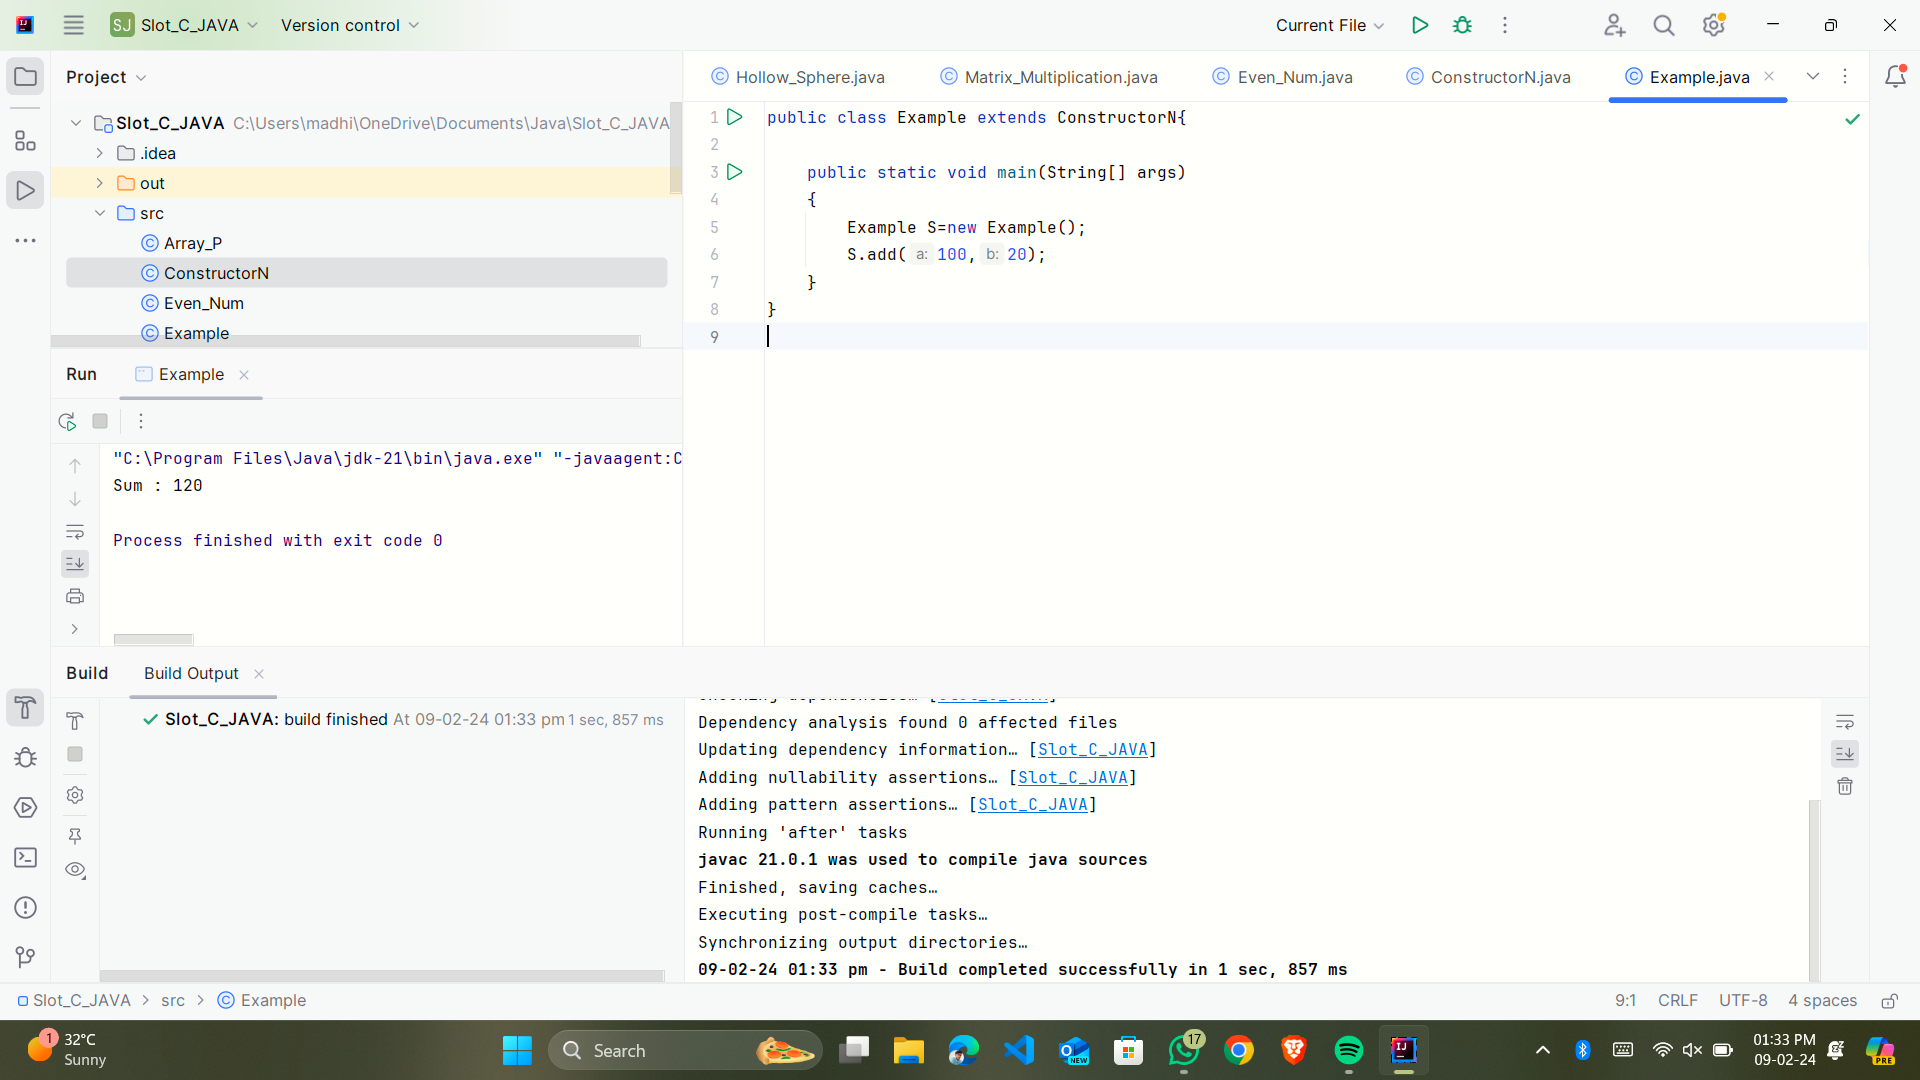 SJ Slot_C_JAVA Version control Current File
Project
Slot_C_JAVA C:\Users\madhi\OneDrive\Documents\Java\Slot_C_JAVA
.idea
out
src
Array_P
ConstructorN
Even_Num
Example
Hollow_Sphere.java Matrix_Multiplication.java Even_Num.java ConstructorN.java Example.java
1 public class Example extends ConstructorN{
2
3 public static void main(String[] args)
4 {
5 Example S=new Example();
6 S.add( a: 100, b: 20);
7 }
8 }
9
Run Example
"C:\Program Files\Java\jdk-21\bin\java.exe" "-javaagent:C
Sum : 120
Process finished with exit code 0
Build Build Output
Slot_C_JAVA: build finished At 09-02-24 01:33 pm 1 sec, 857 ms
Dependency analysis found 0 affected files
Updating dependency information… [Slot_C_JAVA]
Adding nullability assertions… [Slot_C_JAVA]
Adding pattern assertions… [Slot_C_JAVA]
Running 'after' tasks
javac 21.0.1 was used to compile java sources
Finished, saving caches…
Executing post-compile tasks…
Synchronizing output directories…
09-02-24 01:33 pm - Build completed successfully in 1 sec, 857 ms
Slot_C_JAVA src Example 9:1 CRLF UTF-8 4 spaces
1 32°C
Sunny
Search
NEW
17
IJ
01:33 PM
09-02-24
PRE